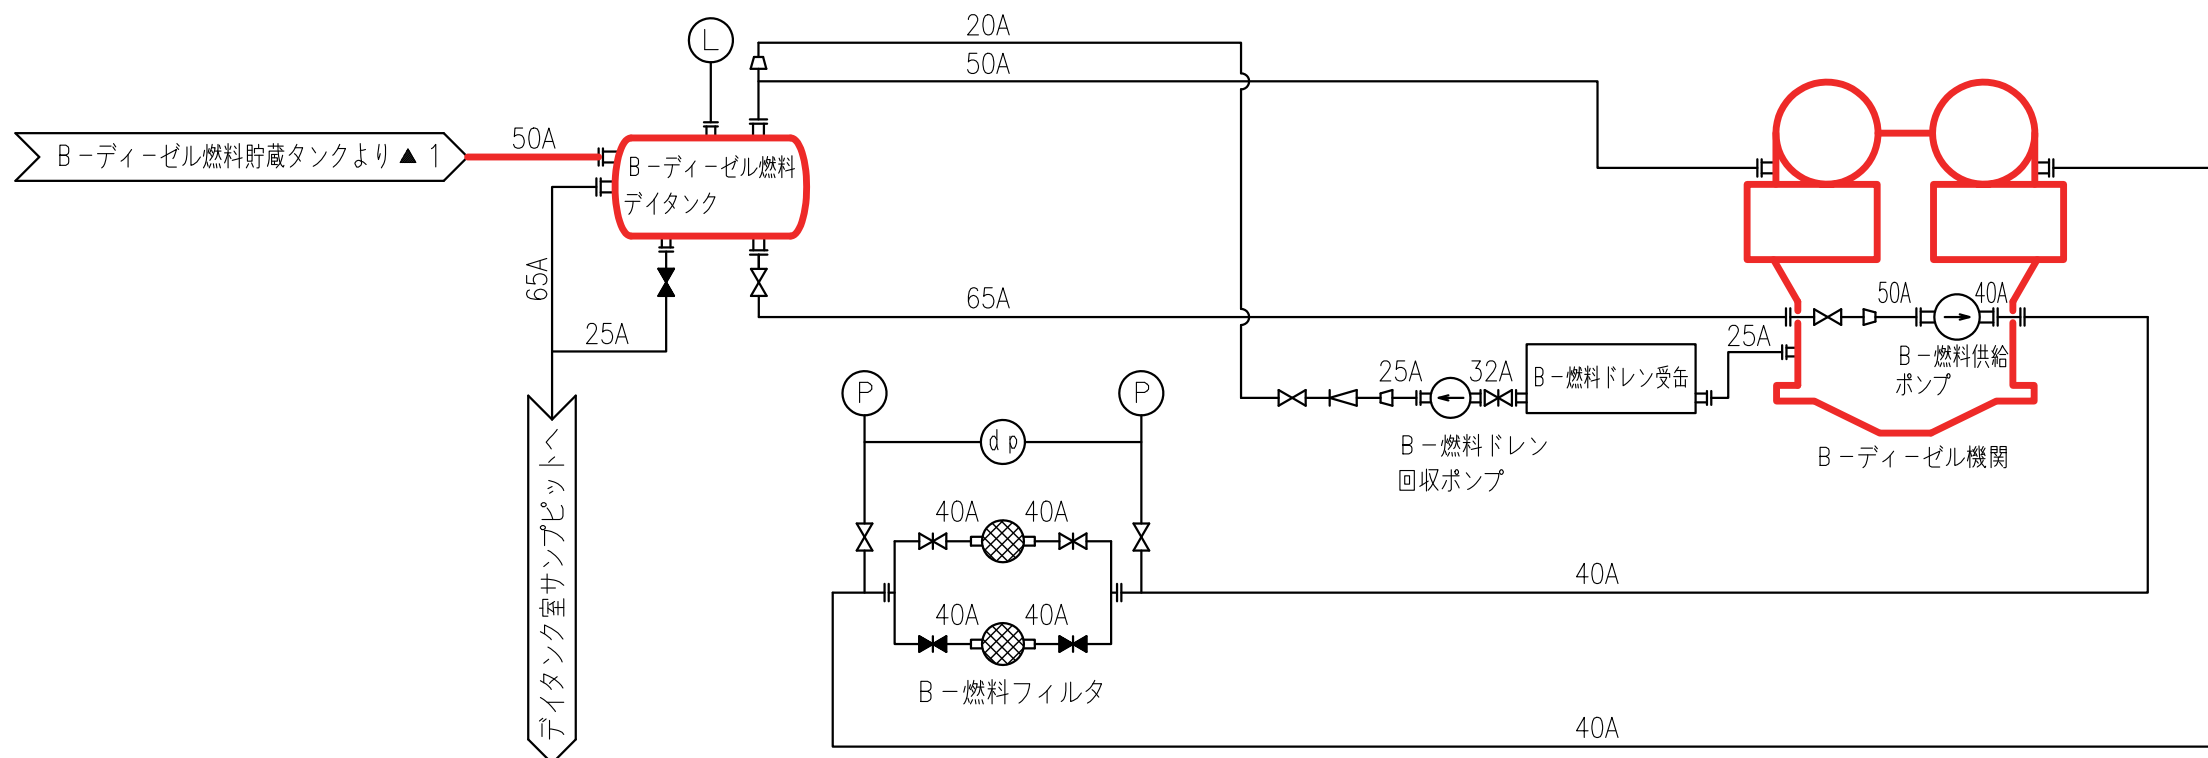 L
20A
50A
50A
B－ディーゼル燃料貯蔵タンクより ▲ 1
B－ディーゼル燃料
デイタンク
65A
25A
65A
50A
40A
B－燃料供給
ポンプ
25A
25A
32A
B－燃料ドレン受缶
B－燃料ドレン
回収ポンプ
B－ディーゼル機関
P
P
dp
40A
40A
40A
40A
B－燃料フィルタ
40A
40A
デイタンク室サンプピットへ